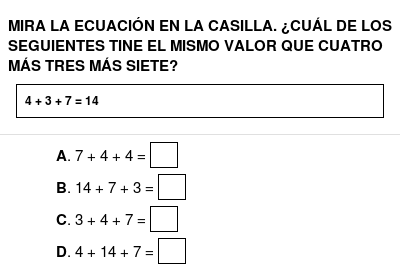 MIRA LA ECUACIÓN EN LA CASILLA. ¿CUÁL DE LOS
SEGUIENTES TINE EL MISMO VALOR QUE CUATRO
MÁS TRES MÁS SIETE?
4 + 3 + 7 = 14
A. 7 + 4 + 4 =
B. 14 + 7 + 3 =
C. 3 + 4 + 7 =
D. 4 + 14 + 7 =